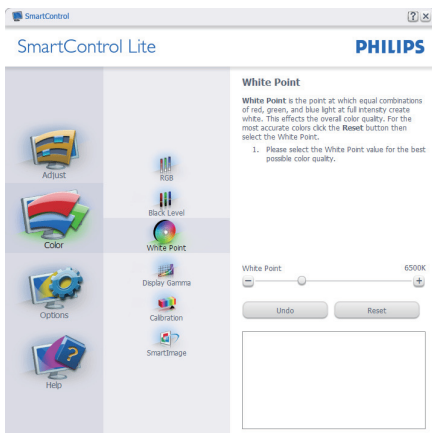 SmartControl
? ×
SmartControl Lite
PHILIPS
Adjust
Color
Options
Help
RGB
Black Level
White Point
Display Gamma
Calibration
SmartImage
White Point
White Point is the point at which equal combinations
of red, green, and blue light at full intensity create
white. This effects the overall color quality. For the
most accurate colors click the Reset button then
select the White Point.
1. Please select the White Point value for the best
possible color quality.
White Point 6500K
− +
Undo Reset